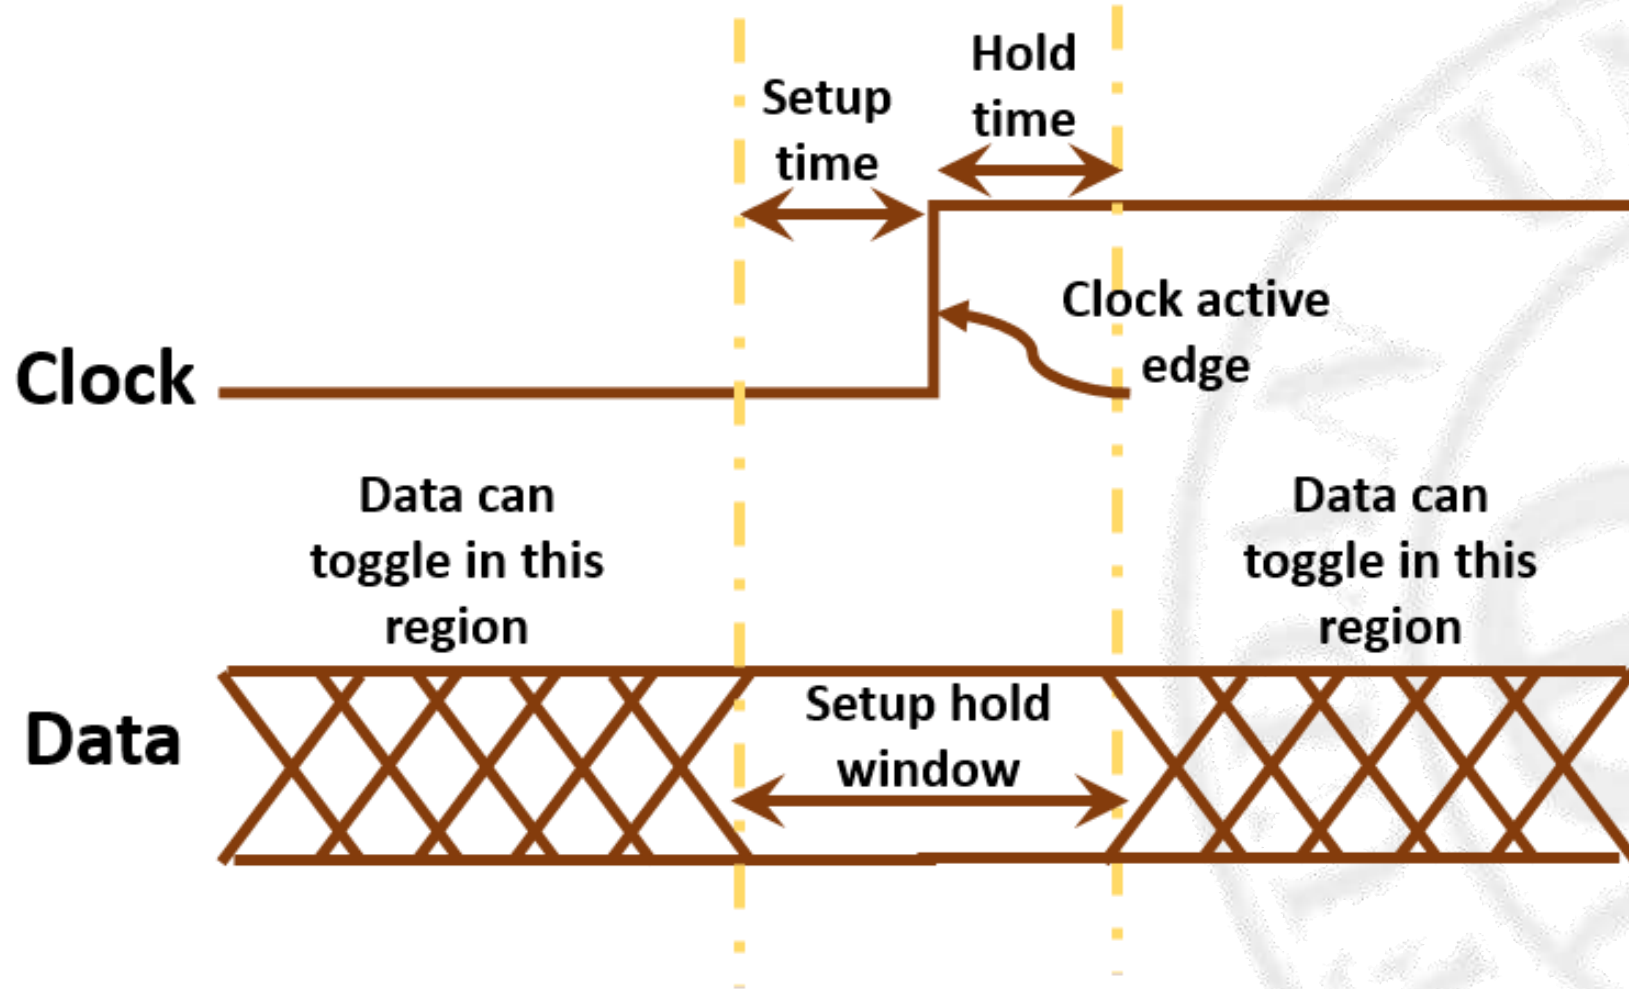 Hold
time
Setup
time
Clock active
edge
Clock
Data can
toggle in this
region
Data can
toggle in this
region
Data
Setup hold
window